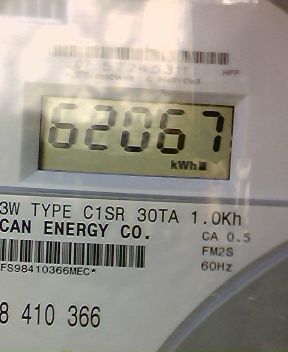 62067
kWh
3W TYPE C1SR 30TA 1.0Kh
CAN ENERGY CO.
CA 0.5
FM2S
60Hz
FS98410366MEC*
8 410 366